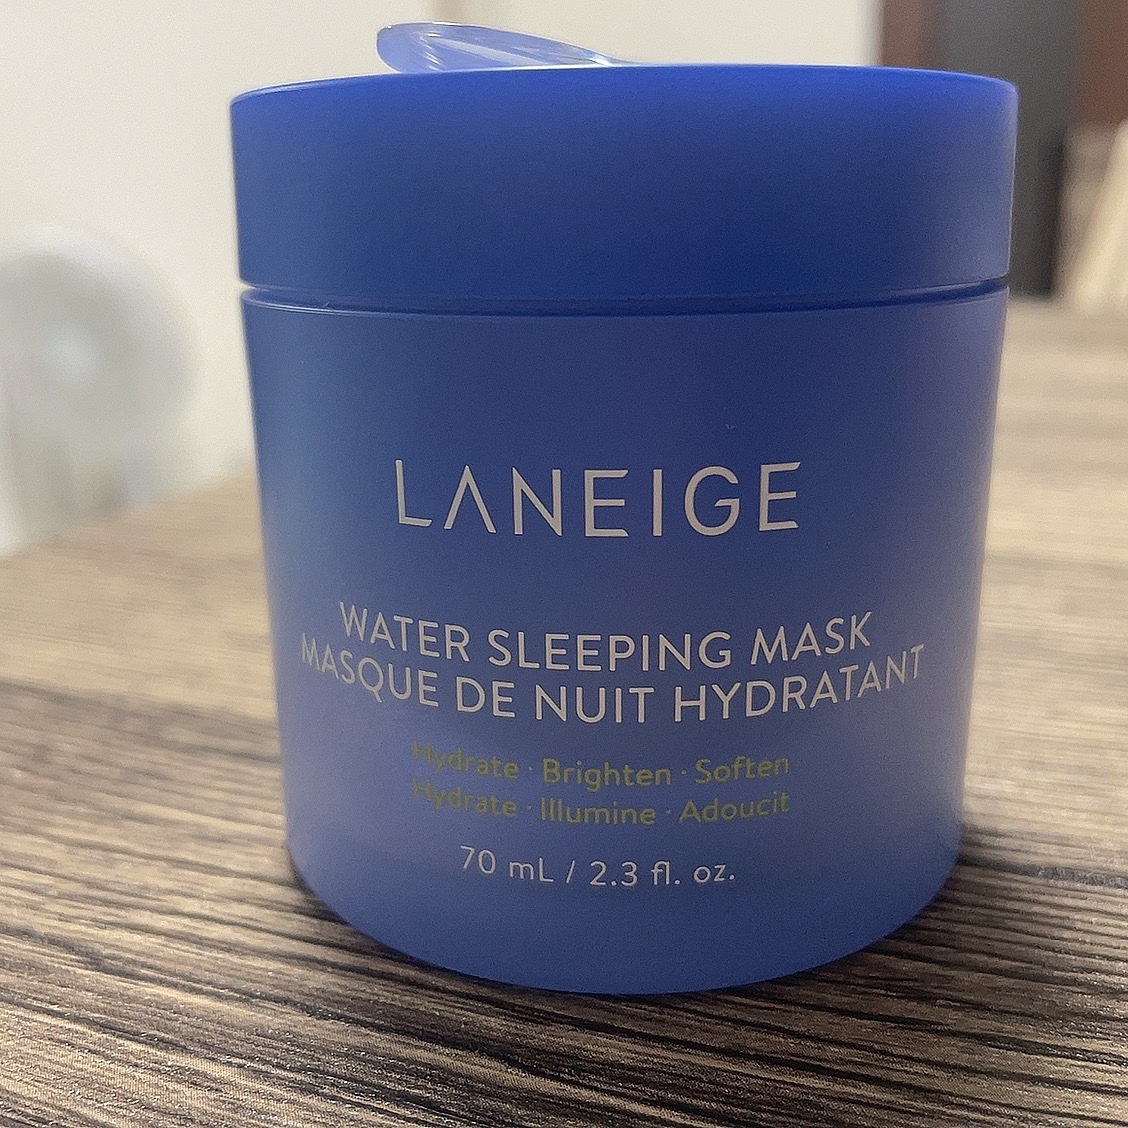 LANEIGE
WATER SLEEPING MASK
MASQUE DE NUIT HYDRATANT
Hydrate · Brighten · Soften
Hydrate · Illumine · Adoucit
70 mL / 2.3 fl. oz.